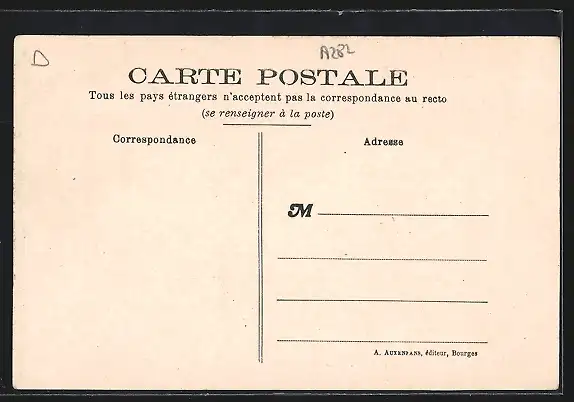 D
A282
CARTE POSTALE
Tous les pays étrangers n'acceptent pas la correspondance au recto
(se renseigner à la poste)
Correspondance
Adresse
M
A. AUXENFANS, éditeur, Bourges